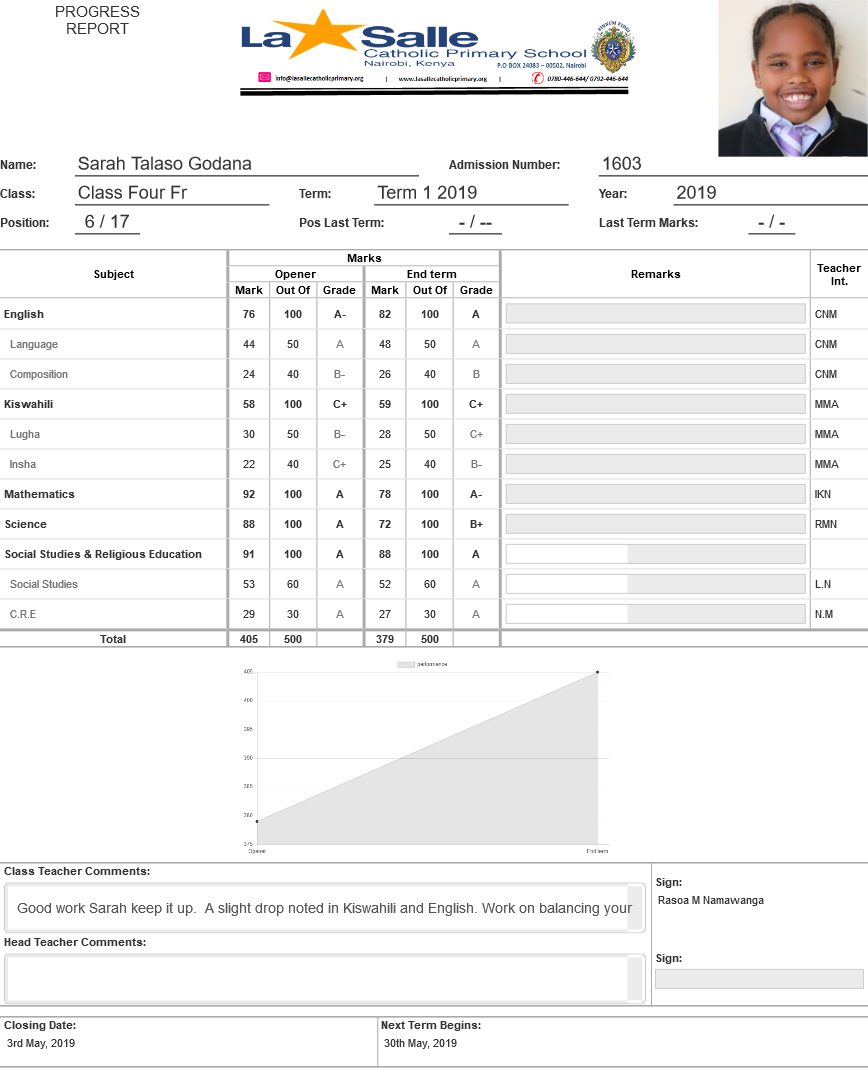 PROGRESS
REPORT
La Salle
Catholic Primary School
Nairobi, Kenya
P.O BOX 24083 – 00502, Nairobi
info@lasallecatholicprimary.org | www.lasallecatholicprimary.org | 0780-446-644/ 0792-446-644
Name: Sarah Talaso Godana Admission Number: 1603
Class: Class Four Fr Term: Term 1 2019 Year: 2019
Position: 6 / 17 Pos Last Term: - / -- Last Term Marks: - / -
Subject Marks Remarks Teacher Int.
Opener End term
Mark Out Of Grade Mark Out Of Grade
English 76 100 A- 82 100 A CNM
Language 44 50 A 48 50 A CNM
Composition 24 40 B- 26 40 B CNM
Kiswahili 58 100 C+ 59 100 C+ MMA
Lugha 30 50 B- 28 50 C+ MMA
Insha 22 40 C+ 25 40 B- MMA
Mathematics 92 100 A 78 100 A- IKN
Science 88 100 A 72 100 B+ RMN
Social Studies & Religious Education 91 100 A 88 100 A
Social Studies 53 60 A 52 60 A L.N
C.R.E 29 30 A 27 30 A N.M
Total 405 500 379 500
performance
405
400
395
390
385
380
375
Opener End term
Class Teacher Comments:
Good work Sarah keep it up. A slight drop noted in Kiswahili and English. Work on balancing your
Sign:
Rasoa M Namawanga
Head Teacher Comments:
Sign:
Closing Date: Next Term Begins:
3rd May, 2019 30th May, 2019